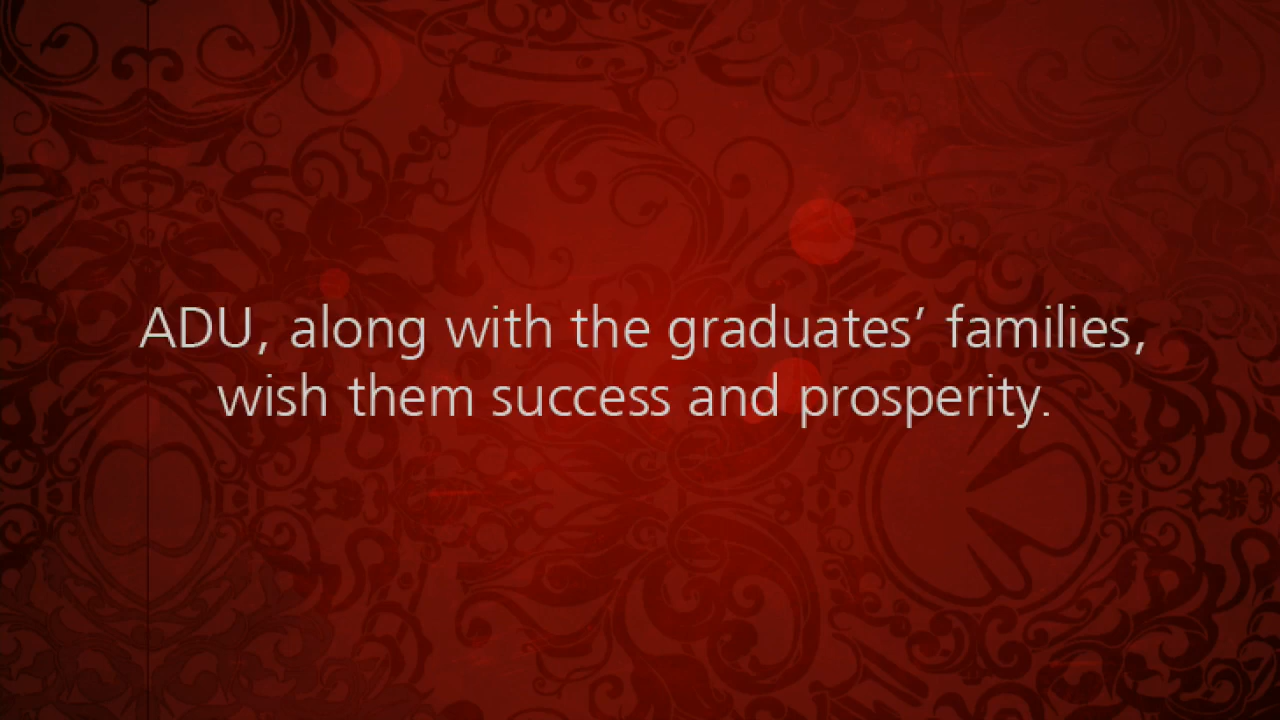 ADU, along with the graduates’ families,
wish them success and prosperity.